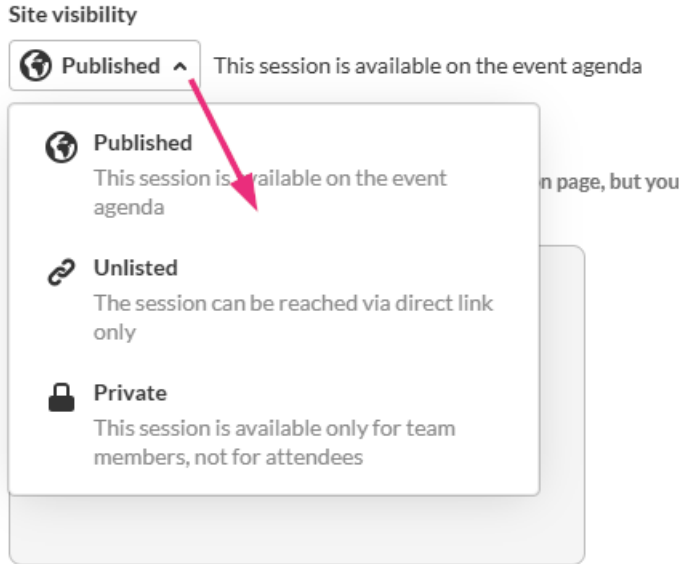 Site visibility
Published This session is available on the event agenda
Published
This session is available on the event
agenda
n page, but you
Unlisted
The session can be reached via direct link
only
Private
This session is available only for team
members, not for attendees